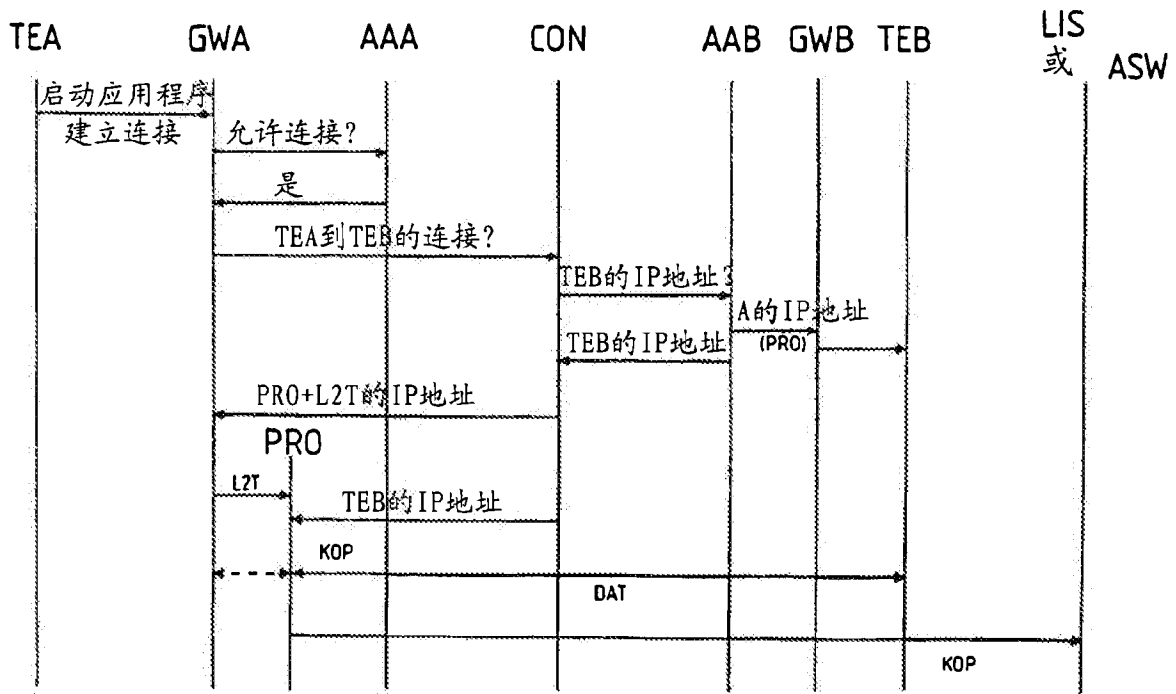 TEA GWA AAA CON AAB GWB TEB LIS
或 ASW
启动应用程序
建立连接
允许连接?
是
TEA到TEB的连接?
TEB的IP地址?
A的IP地址
(PRO)
TEB的IP地址
PRO+L2T的IP地址
PRO
L2T
TEB的IP地址
KOP
DAT
KOP